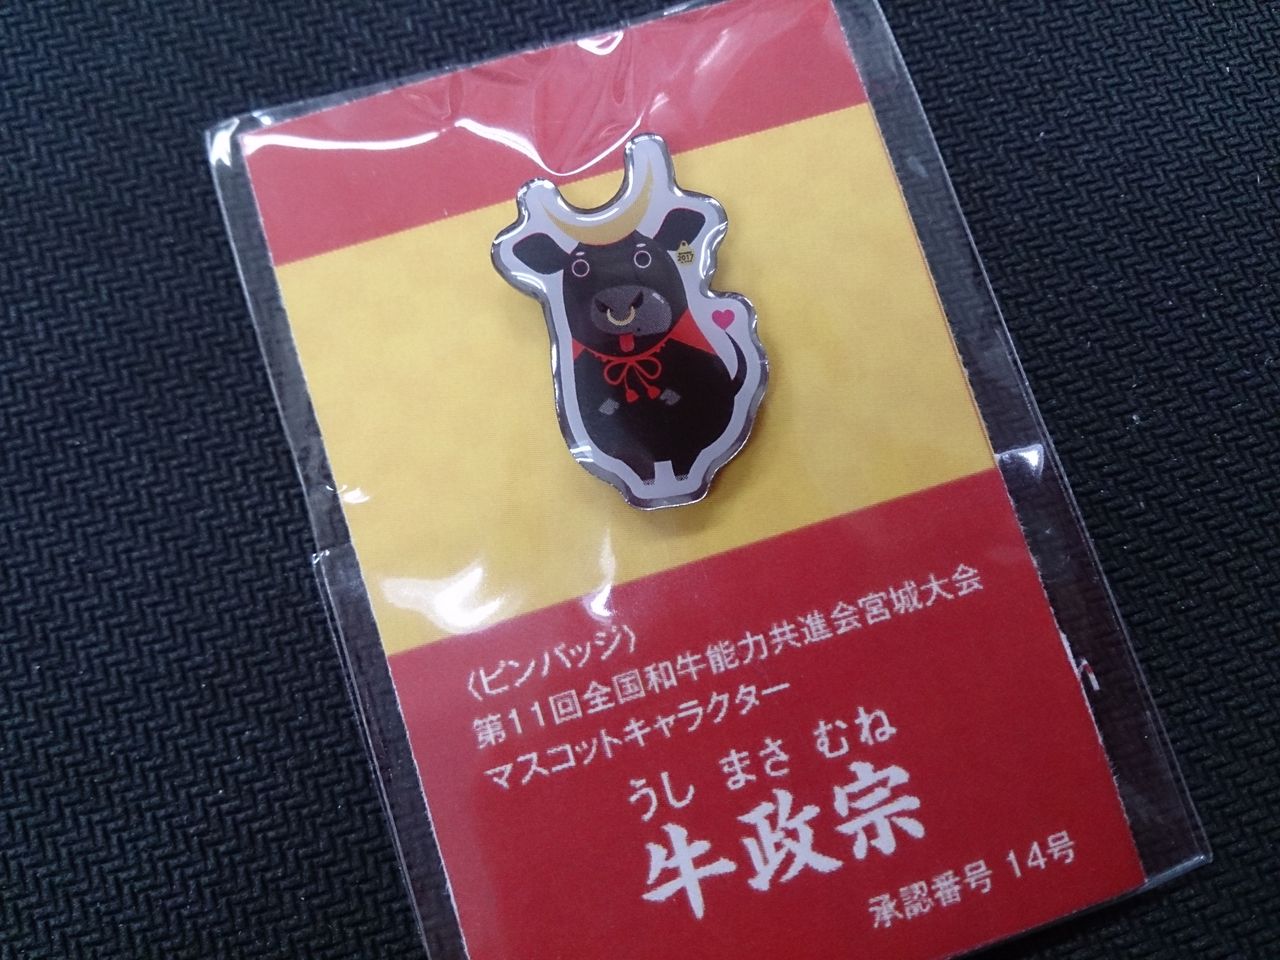 2017
〈ピンバッジ〉
第11回全国和牛能力共進会宮城大会
マスコットキャラクター
うし まさ むね
牛政宗
承認番号 14号